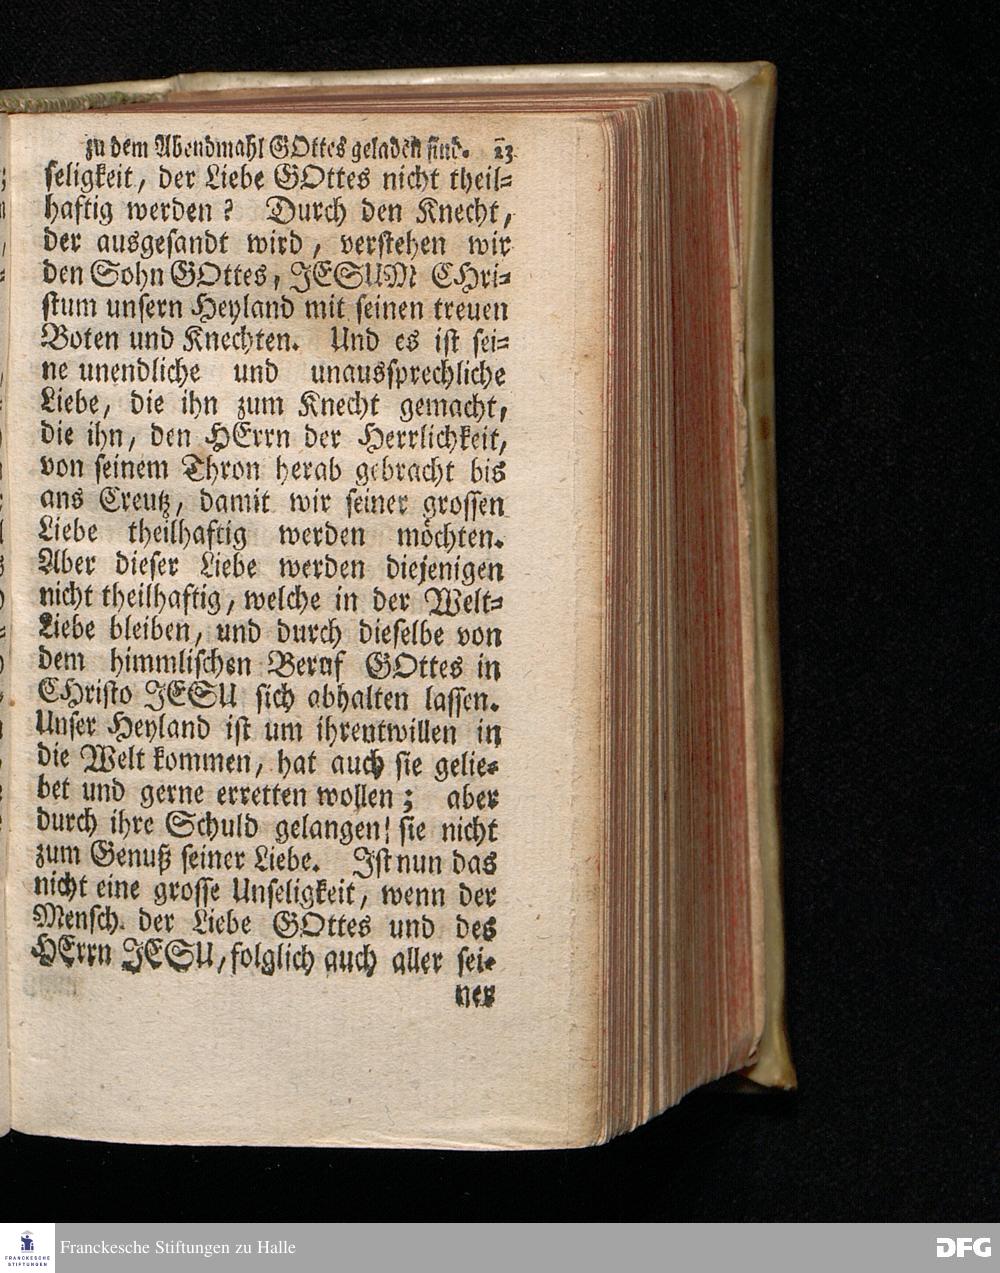 zu dem Abendmahl GOttes geladen sind. 23
seligkeit, der Liebe GOttes nicht theil-
haftig werden? Durch den Knecht,
der ausgesandt wird, verstehen wir
den Sohn GOttes, JESUM CHri-
stum unsern Heyland mit seinen treuen
Boten und Knechten. Und es ist sei-
ne unendliche und unaussprechliche
Liebe, die ihn zum Knecht gemacht,
die ihn, den HErrn der Herrlichkeit,
von seinem Thron herab gebracht bis
ans Creutz, damit wir seiner grossen
Liebe theilhaftig werden möchten.
Aber dieser Liebe werden diejenigen
nicht theilhaftig, welche in der Welt-
Liebe bleiben, und durch dieselbe von
dem himmlischen Beruf GOttes in
CHristo JESU sich abhalten lassen.
Unser Heyland ist um ihrentwillen in
die Welt kommen, hat auch sie gelie-
bet und gerne erretten wollen; aber
durch ihre Schuld gelangen! sie nicht
zum Genuß seiner Liebe. Ist nun das
nicht eine grosse Unseligkeit, wenn der
Mensch. der Liebe GOttes und des
HErrn JESU, folglich auch aller sei-
ner
Franckesche Stiftungen zu Halle
DFG
FRANCKESCHE
STIFTUNGEN